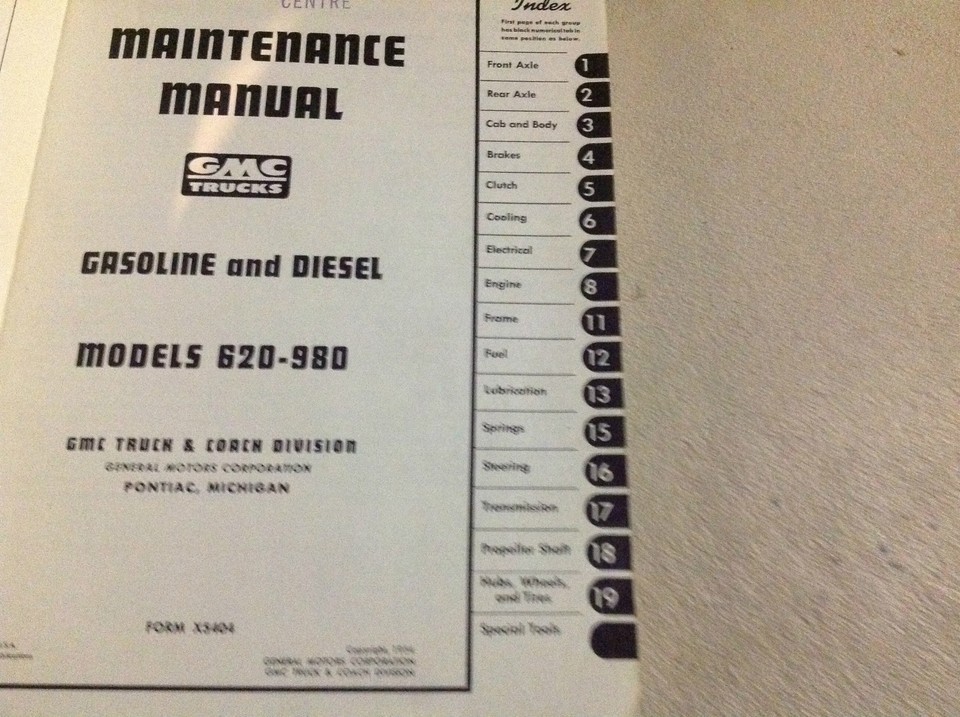 CENTRE
MAINTENANCE
MANUAL
GMC
TRUCKS
GASOLINE and DIESEL
MODELS 620-980
GMC TRUCK & COACH DIVISION
GENERAL MOTORS CORPORATION
PONTIAC, MICHIGAN
FORM X5404
GENERAL MOTORS CORPORATION
GMC TRUCK & COACH DIVISION
Index
First page of each group
has black numerical tab in
same position as below.
Front Axle 1
Rear Axle 2
Cab and Body 3
Brakes 4
Clutch 5
Cooling 6
Electrical 7
Engine 8
Frame 11
Fuel 12
Lubrication 13
Springs 15
Steering 16
Transmission 17
Propeller Shaft 18
Hubs, Wheels,
and Tires 19
Special Tools